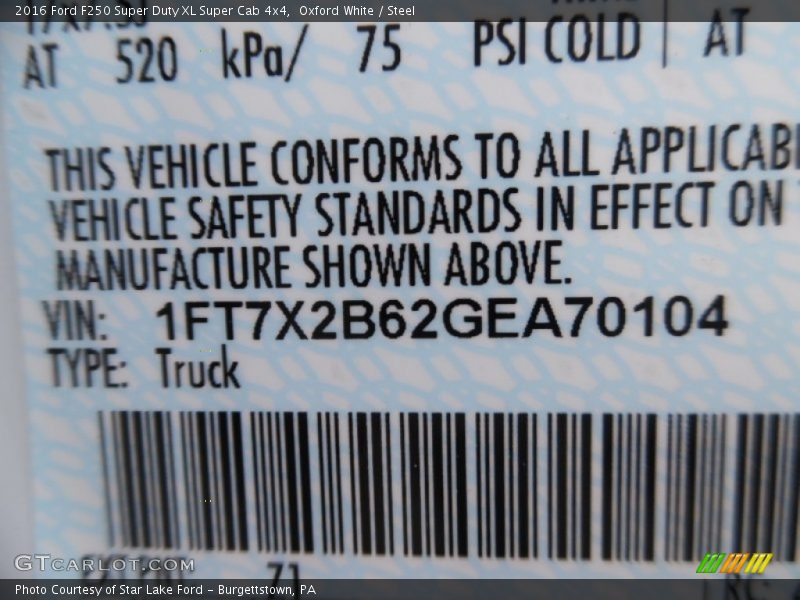 2016 Ford F250 Super Duty XL Super Cab 4x4, Oxford White / Steel
AT 520 kPa/ 75 PSI COLD AT
THIS VEHICLE CONFORMS TO ALL APPLICAB
VEHICLE SAFETY STANDARDS IN EFFECT ON
MANUFACTURE SHOWN ABOVE.
VIN: 1FT7X2B62GEA70104
TYPE: Truck
GTcarlot.com
Photo Courtesy of Star Lake Ford - Burgettstown, PA